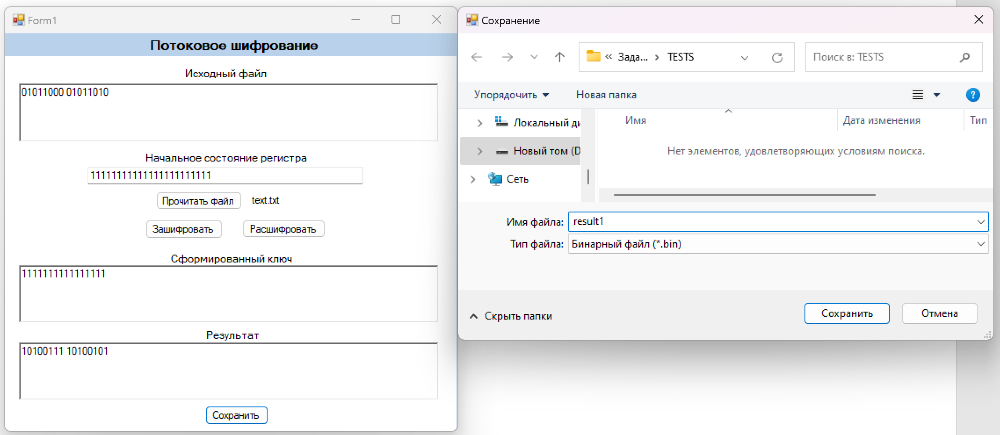 Form1
Потоковое шифрование
Исходный файл
01011000 01011010
Начальное состояние регистра
11111111111111111111111
Прочитать файл
text.txt
Зашифровать
Расшифровать
Сформированный ключ
1111111111111111
Результат
10100111 10100101
Сохранить
Сохранение
« Зада... › TESTS
Поиск в: TESTS
Упорядочить
Новая папка
?
Локальный ди
Новый том (D
Сеть
Имя
Дата изменения
Тип
Нет элементов, удовлетворяющих условиям поиска.
Имя файла: result1
Тип файла: Бинарный файл (*.bin)
Скрыть папки
Сохранить
Отмена